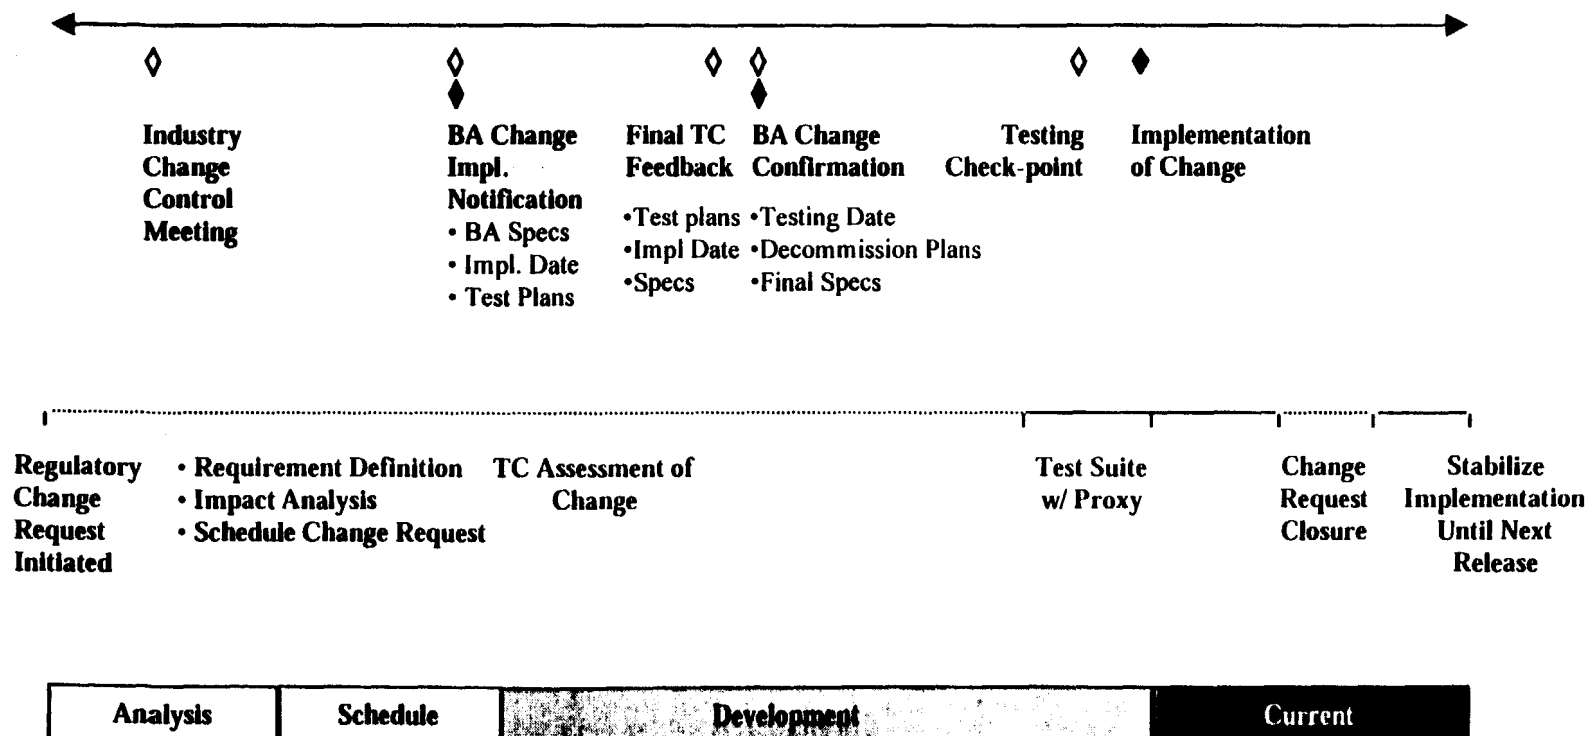 Industry
Change
Control
Meeting
BA Change
Impl.
Notification
• BA Specs
• Impl. Date
• Test Plans
Final TC
Feedback
•Test plans
•Impl Date
•Specs
BA Change
Confirmation
•Testing Date
•Decommission Plans
•Final Specs
Testing
Check-point
Implementation
of Change
Regulatory
Change
Request
Initiated
• Requirement Definition
• Impact Analysis
• Schedule Change Request
TC Assessment of
Change
Test Suite
w/ Proxy
Change
Request
Closure
Stabilize
Implementation
Until Next
Release
Analysis
Schedule
Development
Current